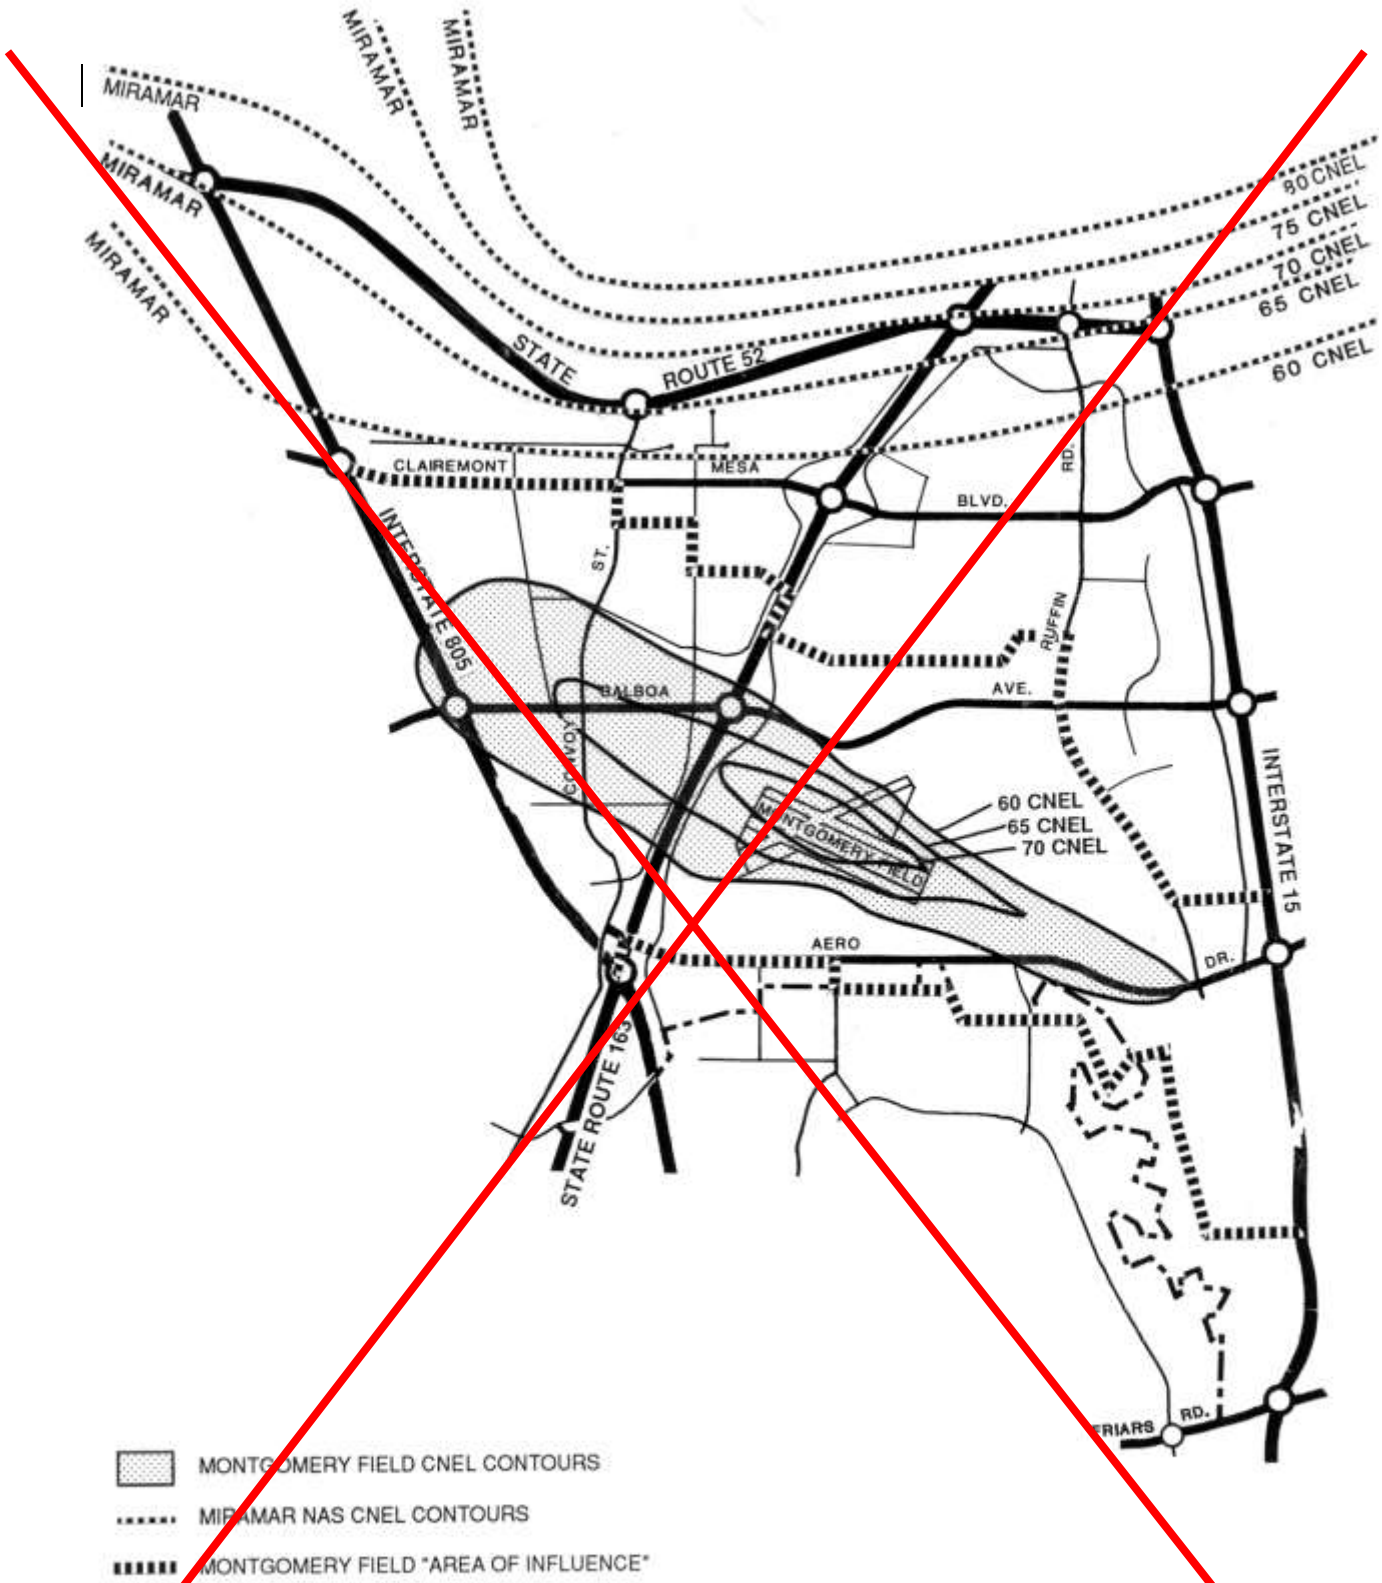 MIRAMAR
MIRAMAR
MIRAMAR
MIRAMAR
MIRAMAR
80 CNEL
75 CNEL
70 CNEL
65 CNEL
60 CNEL
STATE
ROUTE 52
CLAIREMONT
MESA
BLVD.
RD.
INTERSTATE 805
ST.
RUFFIN
BALBOA
AVE.
CONVOY
INTERSTATE 15
60 CNEL
65 CNEL
70 CNEL
MONTGOMERY FIELD
AERO
DR.
STATE ROUTE 163
FRIARS
RD.
MONTGOMERY FIELD CNEL CONTOURS
MIRAMAR NAS CNEL CONTOURS
MONTGOMERY FIELD "AREA OF INFLUENCE"